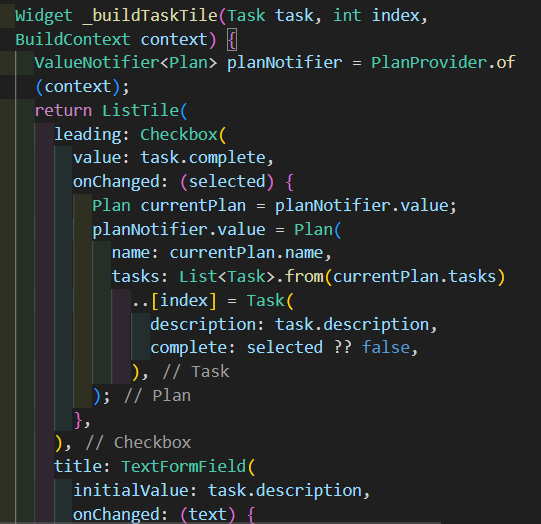 Widget _buildTaskTile(Task task, int index,
BuildContext context) {
ValueNotifier<Plan> planNotifier = PlanProvider.of
(context);
return ListTile(
leading: Checkbox(
value: task.complete,
onChanged: (selected) {
Plan currentPlan = planNotifier.value;
planNotifier.value = Plan(
name: currentPlan.name,
tasks: List<Task>.from(currentPlan.tasks)
..[index] = Task(
description: task.description,
complete: selected ?? false,
), // Task
); // Plan
},
), // Checkbox
title: TextFormField(
initialValue: task.description,
onChanged: (text) {